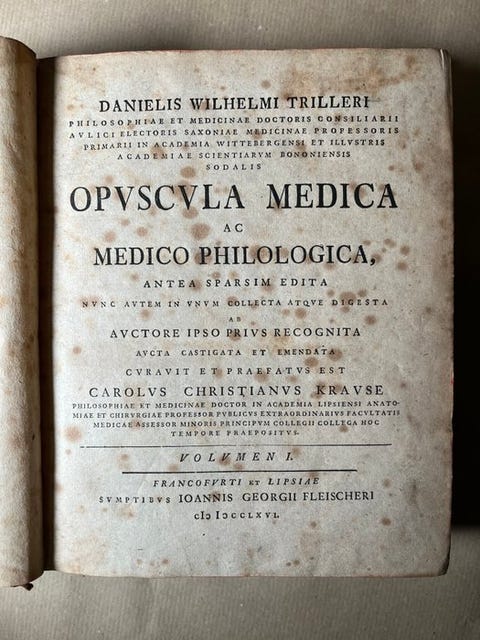 DANIELIS WILHELMI TRILLERI
PHILOSOPHIAE ET MEDICINAE DOCTORIS CONSILIARII
AVLICI ELECTORIS SAXONIAE MEDICINAE PROFESSORIS
PRIMARII IN ACADEMIA WITTEBERGENSI ET ILLVSTRIS
ACADEMIAE SCIENTIARVM BONONIENSIS
SODALIS
OPVSCVLA MEDICA
AC
MEDICO PHILOLOGICA,
ANTEA SPARSIM EDITA
NVNC AVTEM IN VNVM COLLECTA ATQVE DIGESTA
AB
AVCTORE IPSO PRIVS RECOGNITA
AVCTA CASTIGATA ET EMENDATA
CVRAVIT ET PRAEFATVS EST
CAROLVS CHRISTIANVS KRAVSE
PHILOSOPHIAE ET MEDICINAE DOCTOR IN ACADEMIA LIPSIENSI ANATO-
MIAE ET CHIRVRGIAE PROFESSOR PVBLICVS EXTRAORDINARIVS FACVLTATIS
MEDICAE ASSESSOR MINORIS PRINCIPVM COLLEGII COLLEGA HOC
TEMPORE PRAEPOSITVS.
VOLVMEN I.
FRANCOFVRTI ET LIPSIAE
SVMPTIBVS IOANNIS GEORGII FLEISCHERI
cIↃ IↃCCLXVI.